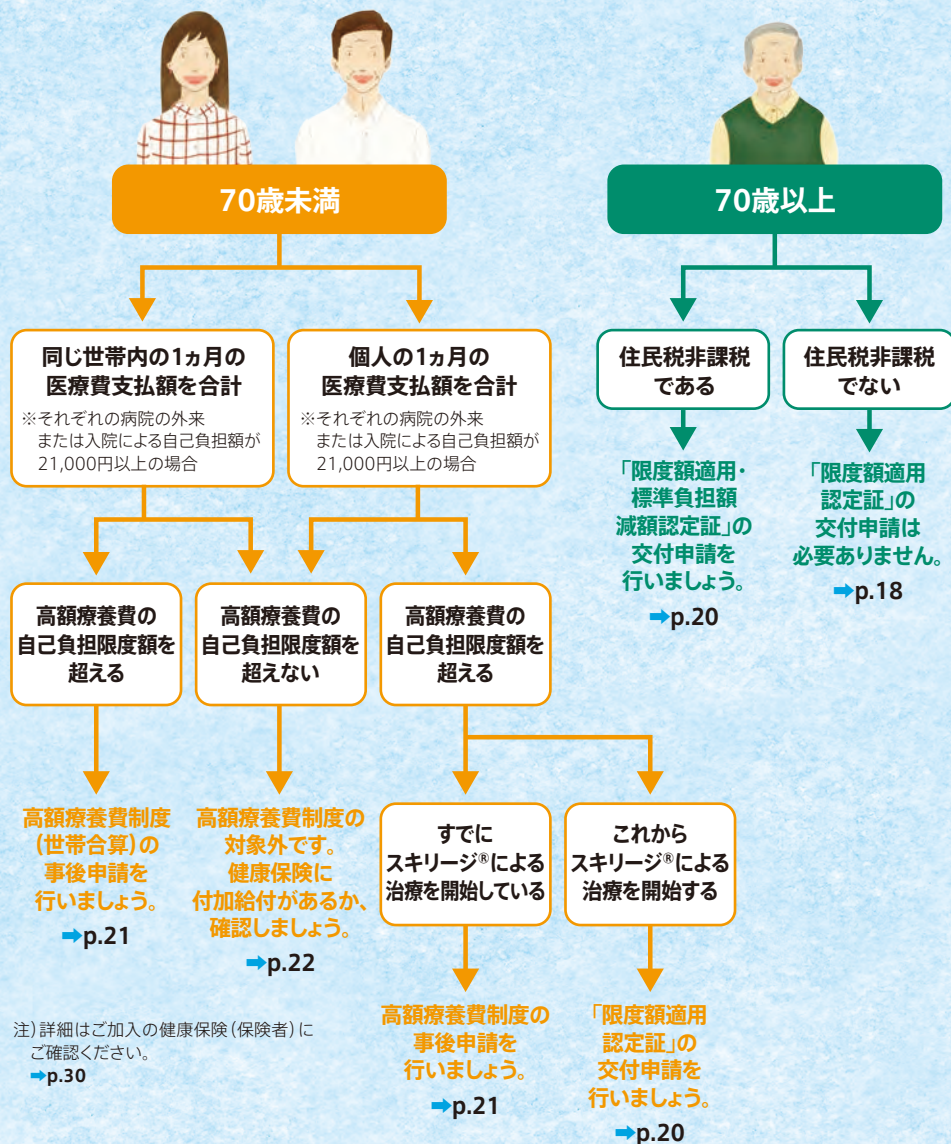 70歳未満
同じ世帯内の1ヵ月の
医療費支払額を合計
※それぞれの病院の外来
または入院による自己負担額が
21,000円以上の場合
個人の1ヵ月の
医療費支払額を合計
※それぞれの病院の外来
または入院による自己負担額が
21,000円以上の場合
高額療養費の
自己負担限度額を
超える
高額療養費の
自己負担限度額を
超えない
高額療養費の
自己負担限度額を
超える
高額療養費制度
(世帯合算)の
事後申請を
行いましょう。
➡p.21
高額療養費制度の
対象外です。
健康保険に
付加給付があるか、
確認しましょう。
➡p.22
すでに
スキリージ®による
治療を開始している
これから
スキリージ®による
治療を開始する
高額療養費制度の
事後申請を
行いましょう。
➡p.21
「限度額適用
認定証」の
交付申請を
行いましょう。
➡p.20
70歳以上
住民税非課税
である
住民税非課税
でない
「限度額適用・
標準負担額
減額認定証」の
交付申請を
行いましょう。
➡p.20
「限度額適用
認定証」の
交付申請は
必要ありません。
➡p.18
注)詳細はご加入の健康保険(保険者)に
ご確認ください。
➡p.30